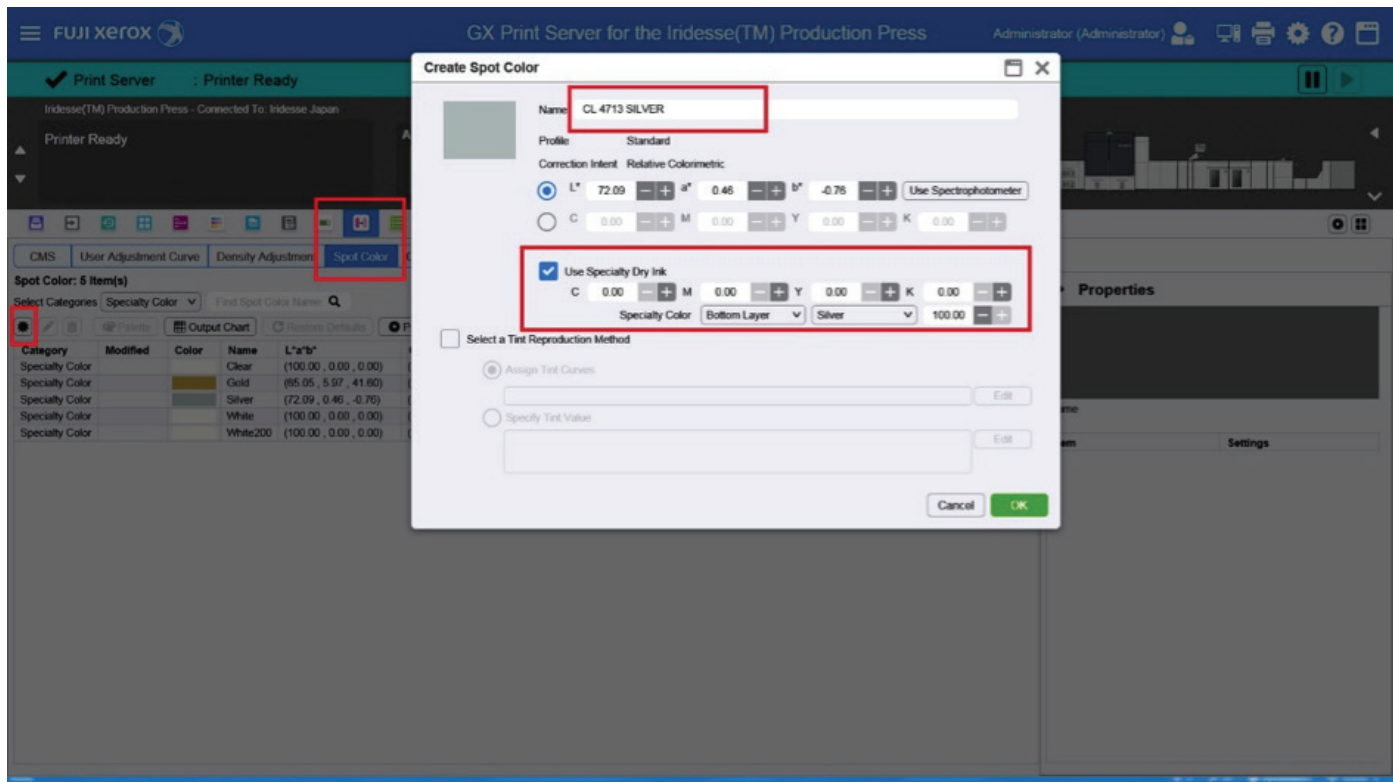 FUJI xerox GX Print Server for the Iridesse(TM) Production Press Administrator (Administrator)
Print Server : Printer Ready
Iridesse(TM) Production Press - Connected To: Iridesse Japan
Printer Ready
CMS User Adjustment Curve Density Adjustment Spot Color
Spot Color: 5 Item(s)
Select Categories Specialty Color Find Spot Color Name
Palette Output Chart Restore Defaults
Category Modified Color Name L*a*b*
Specialty Color Clear (100.00 , 0.00 , 0.00)
Specialty Color Gold (65.05 , 5.97 , 41.60)
Specialty Color Silver (72.09 , 0.46 , -0.76)
Specialty Color White (100.00 , 0.00 , 0.00)
Specialty Color White200 (100.00 , 0.00 , 0.00)
Create Spot Color
Name CL 4713 SILVER
Profile Standard
Correction Intent Relative Colorimetric
L* 72.09 a* 0.46 b* -0.76 Use Spectrophotometer
C 0.00 M 0.00 Y 0.00 K 0.00
Use Specialty Dry Ink
C 0.00 M 0.00 Y 0.00 K 0.00
Specialty Color Bottom Layer Silver 100.00
Select a Tint Reproduction Method
Assign Tint Curves
Edit
Specify Tint Value
Edit
Cancel OK
Properties
Settings